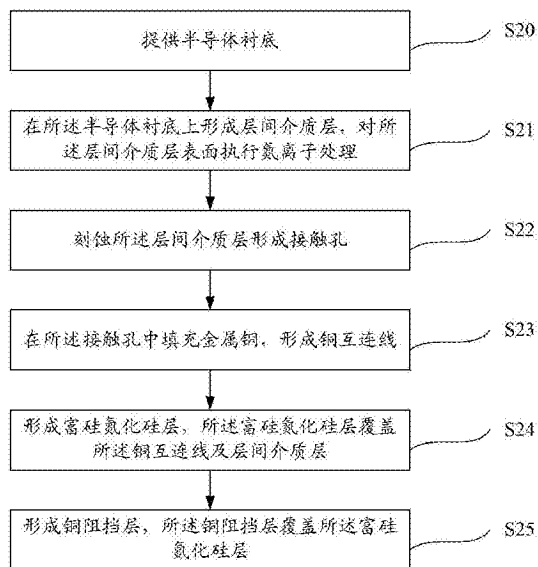 提供半导体衬底
S20
在所述半导体衬底上形成层间介质层，对所
述层间介质层表面执行氮离子处理
S21
刻蚀所述层间介质层形成接触孔
S22
在所述接触孔中填充金属铜，形成铜互连线
S23
形成富硅氮化硅层，所述富硅氮化硅层覆盖
所述铜互连线及层间介质层
S24
形成铜阻挡层，所述铜阻挡层覆盖所述富硅
氮化硅层
S25